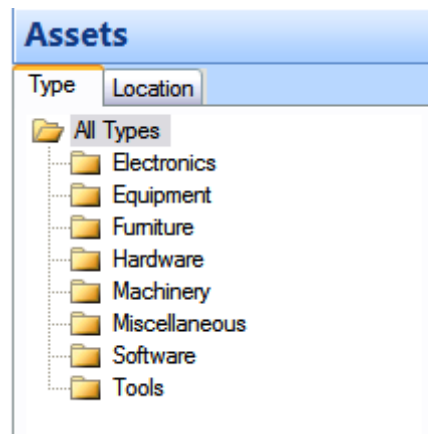 Assets
Type Location
All Types
Electronics
Equipment
Furniture
Hardware
Machinery
Miscellaneous
Software
Tools